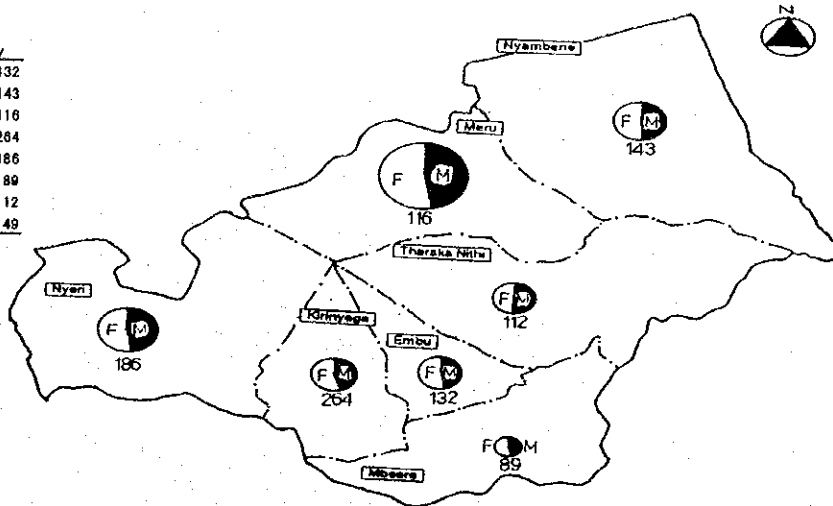 132
143
116
264
186
89
12
49
N
Nyambene
F M
143
Meru
F M
116
Tharaka Nithi
F M
112
Nyeri
F M
186
Kirinyaga
F M
264
Embu
F M
132
F M
89
Mbeere